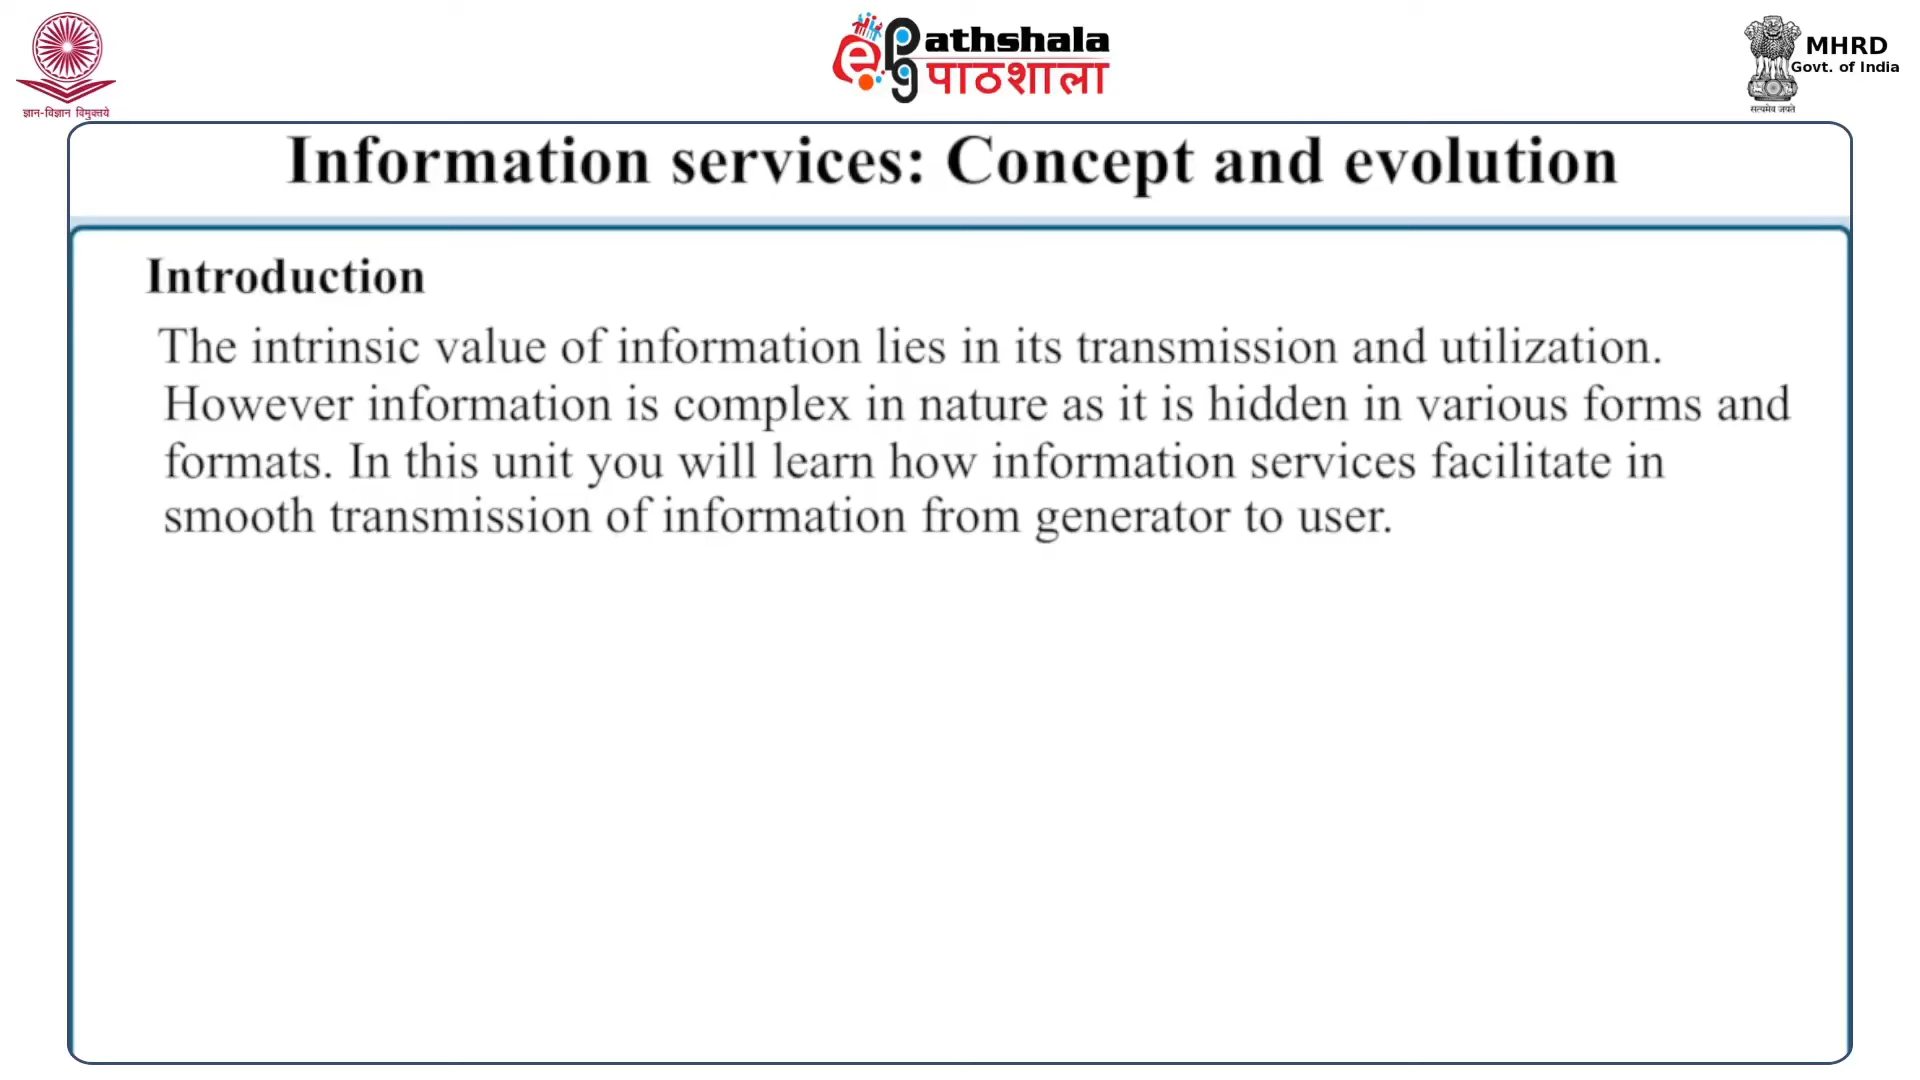 ज्ञान-विज्ञान विमुक्तये
ePathshala
पाठशाला
MHRD
Govt. of India
सत्यमेव जयते
Information services: Concept and evolution
Introduction
The intrinsic value of information lies in its transmission and utilization.
However information is complex in nature as it is hidden in various forms and
formats. In this unit you will learn how information services facilitate in
smooth transmission of information from generator to user.